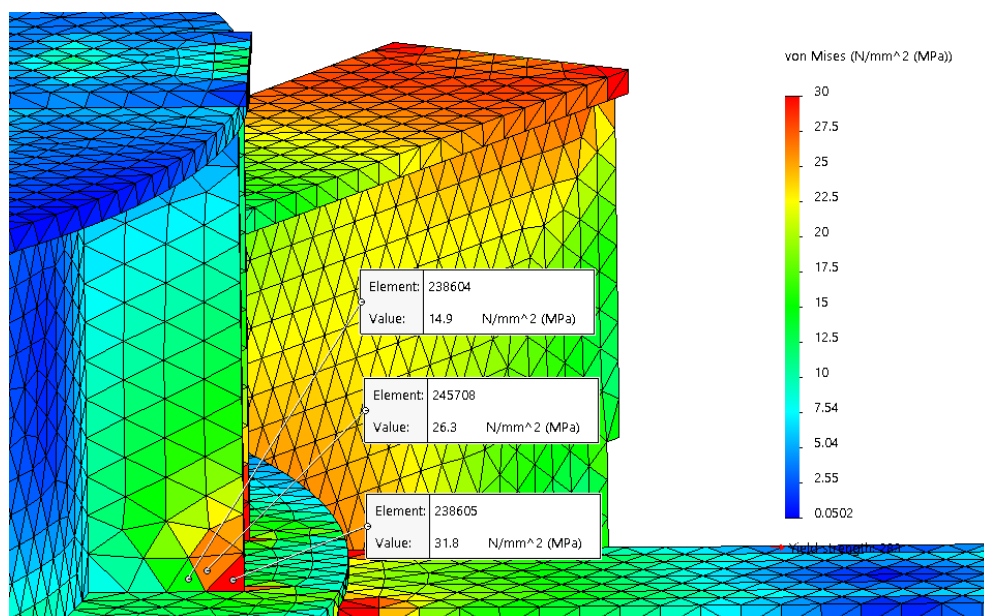 von Mises (N/mm^2 (MPa))
30
27.5
25
22.5
20
17.5
15
12.5
10
7.54
5.04
2.55
0.0502
Element: 238604
Value: 14.9 N/mm^2 (MPa)
Element: 245708
Value: 26.3 N/mm^2 (MPa)
Element: 238605
Value: 31.8 N/mm^2 (MPa)
Yield strength: